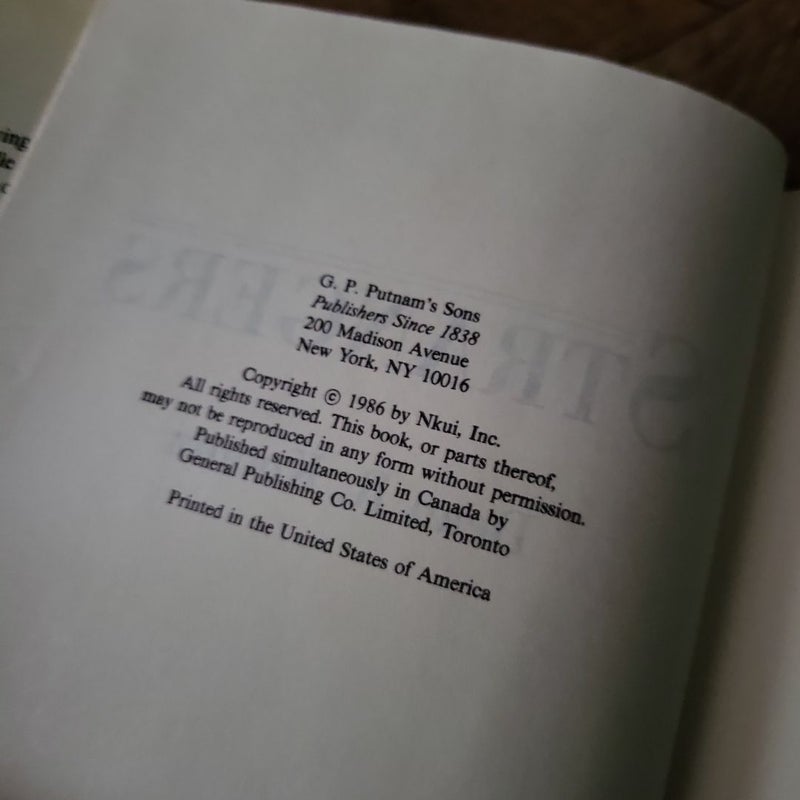 G. P. Putnam's Sons
Publishers Since 1838
200 Madison Avenue
New York, NY 10016
Copyright © 1986 by Nkui, Inc.
All rights reserved. This book, or parts thereof,
may not be reproduced in any form without permission.
Published simultaneously in Canada by
General Publishing Co. Limited, Toronto
Printed in the United States of America